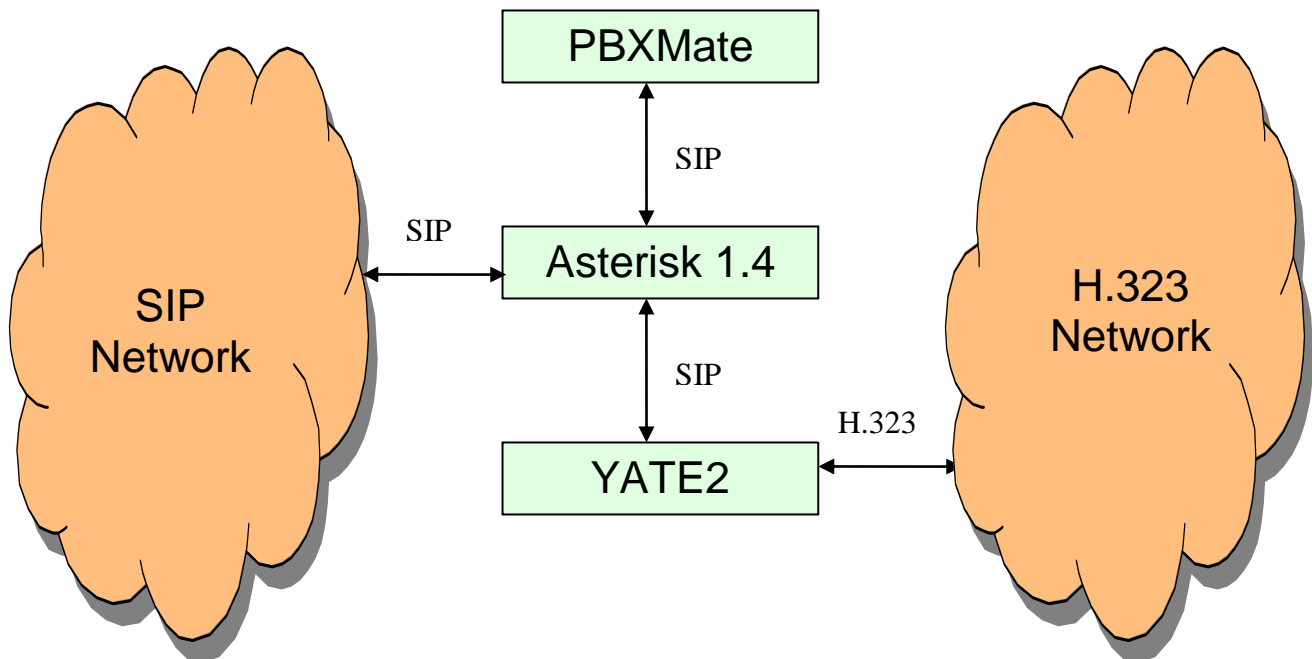 PBXMate
SIP
SIP
Asterisk 1.4
SIP
Network
H.323
Network
SIP
H.323
YATE2